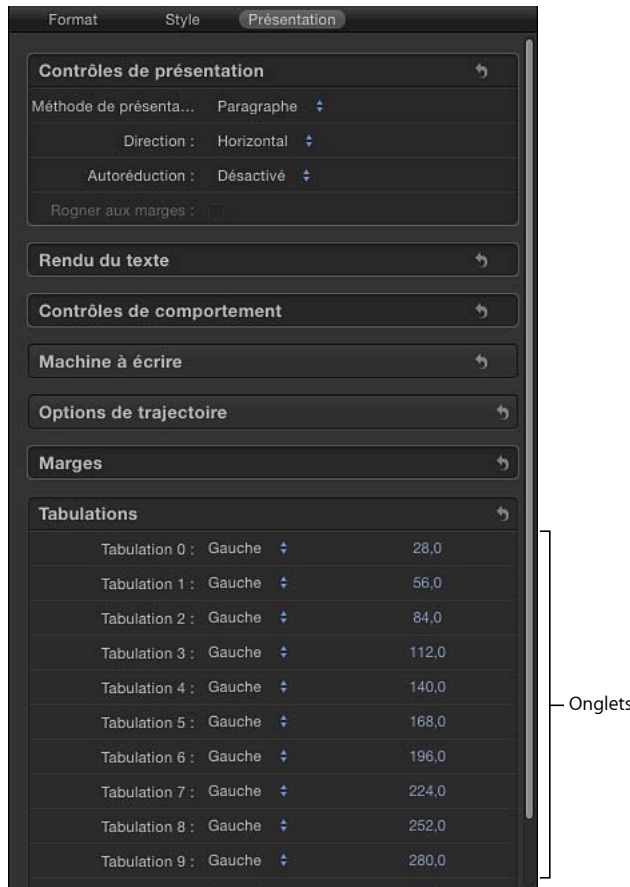 Format Style Présentation
Contrôles de présentation
Méthode de présenta... Paragraphe
Direction : Horizontal
Autoréduction : Désactivé
Rogner aux marges :
Rendu du texte
Contrôles de comportement
Machine à écrire
Options de trajectoire
Marges
Tabulations
Tabulation 0 : Gauche 28,0
Tabulation 1 : Gauche 56,0
Tabulation 2 : Gauche 84,0
Tabulation 3 : Gauche 112,0
Tabulation 4 : Gauche 140,0
Tabulation 5 : Gauche 168,0
Onglets
Tabulation 6 : Gauche 196,0
Tabulation 7 : Gauche 224,0
Tabulation 8 : Gauche 252,0
Tabulation 9 : Gauche 280,0